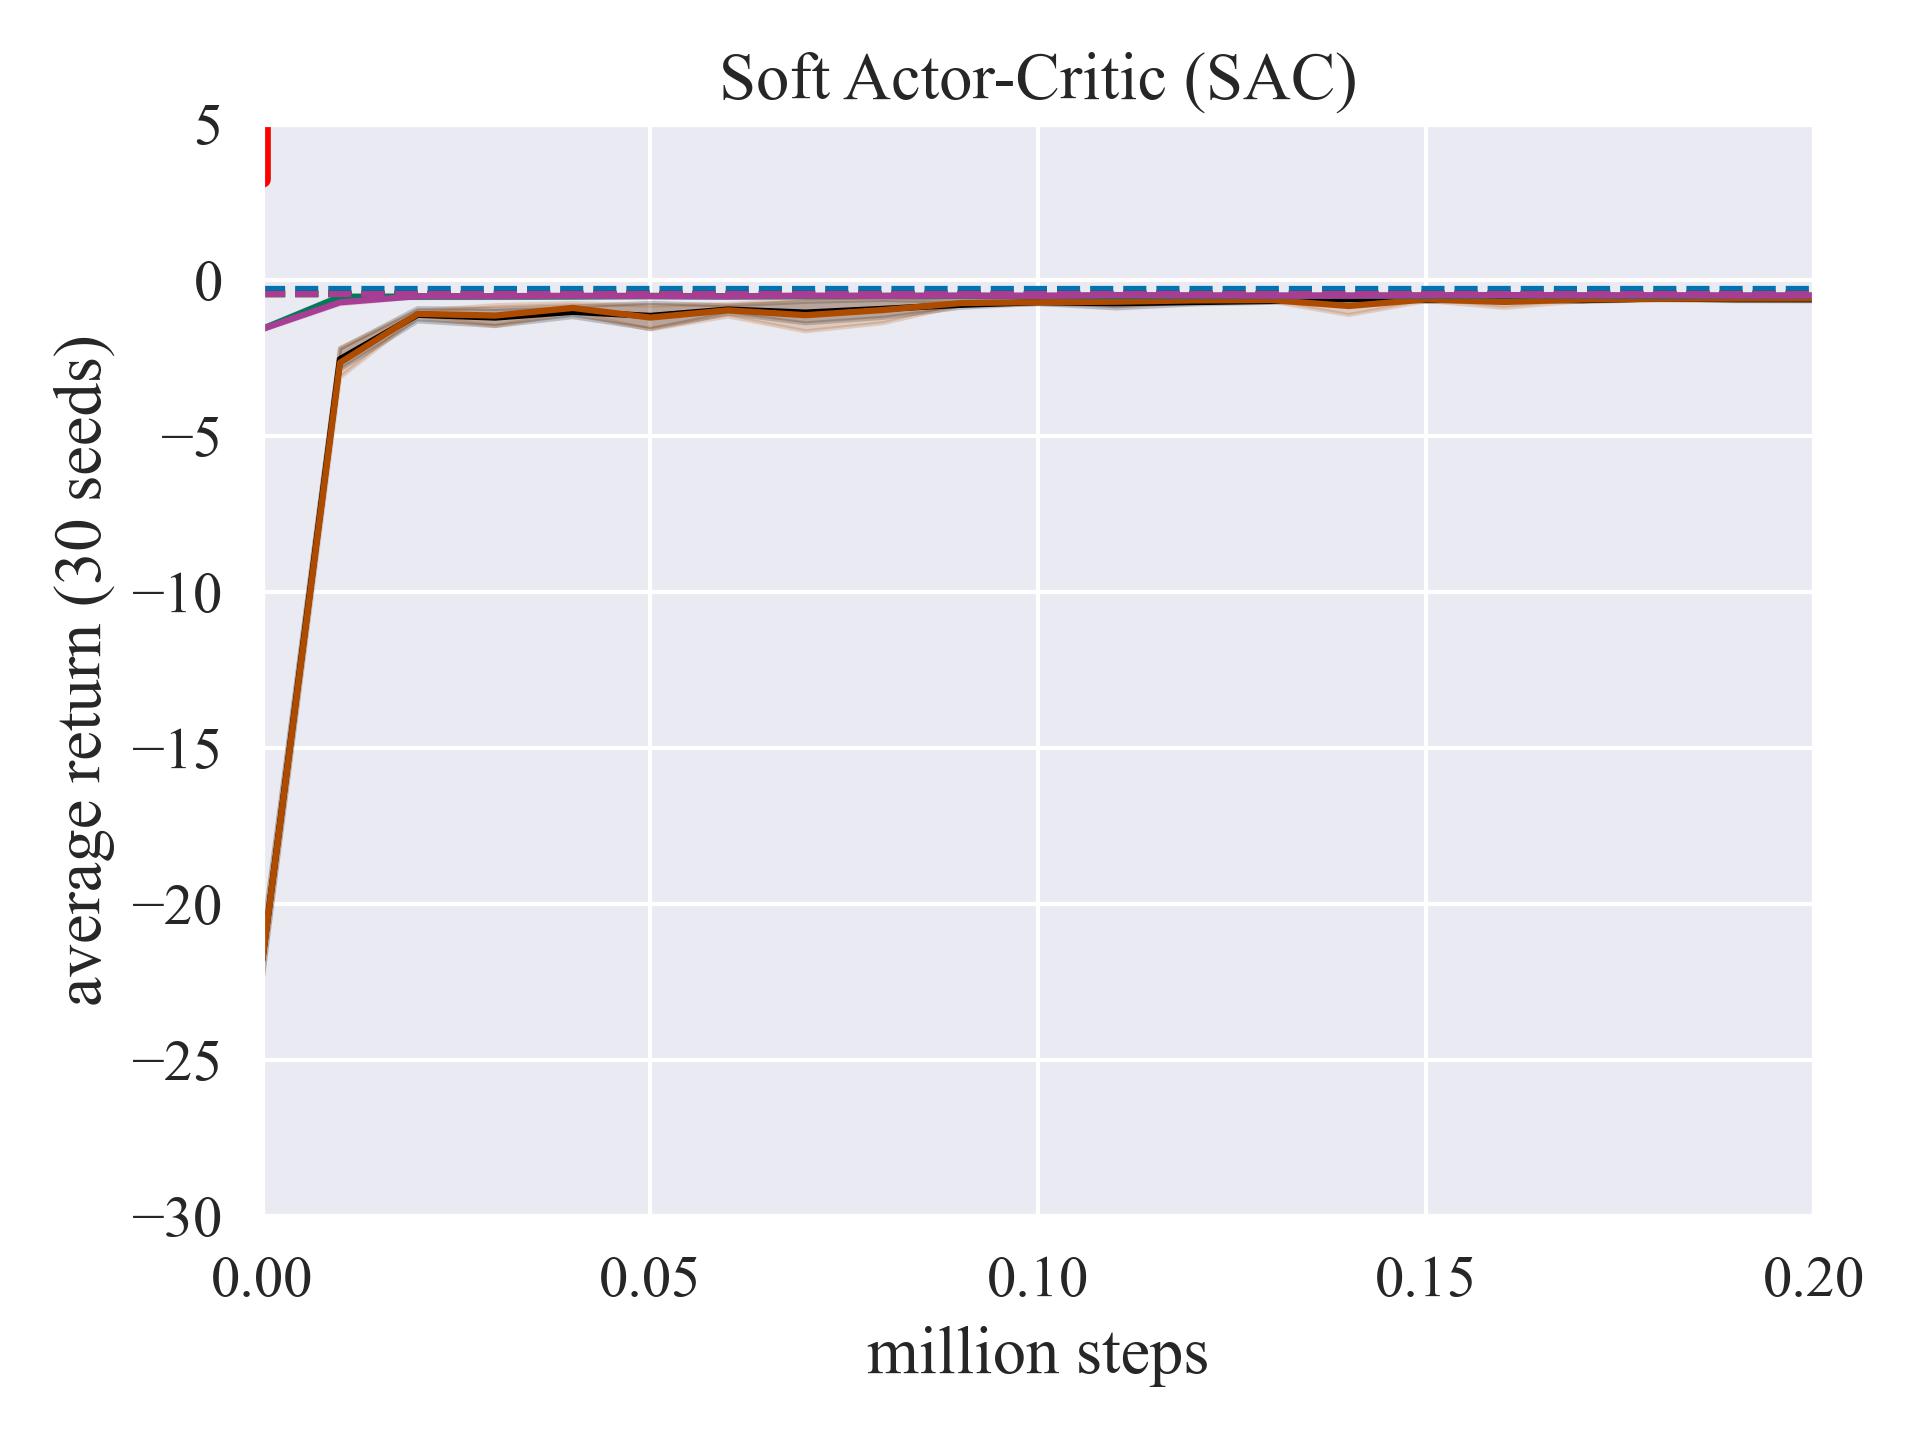 Soft Actor-Critic (SAC)
5
0
−5
−10
−15
−20
−25
−30
average return (30 seeds)
0.00 0.05 0.10 0.15 0.20
million steps